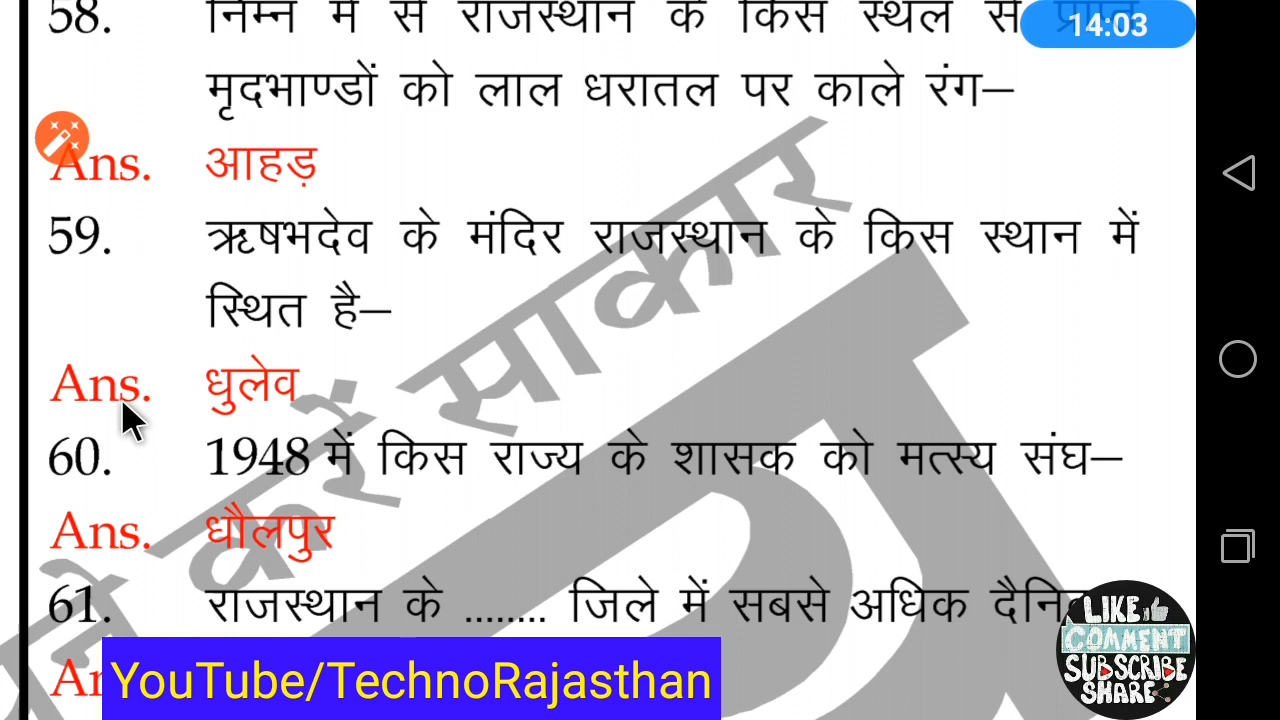 58. निम्न में से राजस्थान के किस स्थल से प्राप्त
14:03
मृदभाण्डों को लाल धरातल पर काले रंग–
Ans. आहड़
59. ऋषभदेव के मंदिर राजस्थान के किस स्थान में
स्थित है–
Ans. धुलेव
60. 1948 में किस राज्य के शासक को मत्स्य संघ–
Ans. धौलपुर
61. राजस्थान के ........ जिले में सबसे अधिक दैनि
करें साकार
YouTube/TechnoRajasthan
LIKE
COMMENT
SUBSCRIBE
SHARE